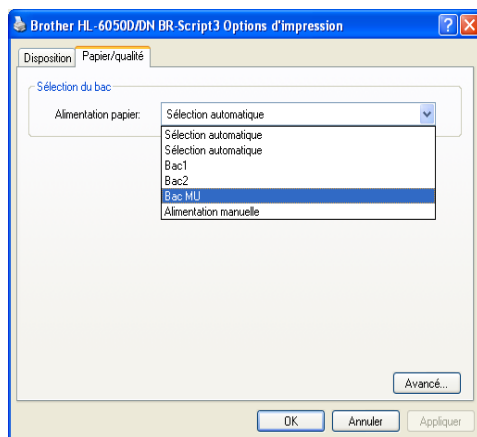 Brother HL-6050D/DN BR-Script3 Options d'impression
Disposition
Papier/qualité
Sélection du bac
Alimentation papier:
Sélection automatique
Sélection automatique
Sélection automatique
Bac1
Bac2
Bac MU
Alimentation manuelle
Avancé...
OK
Annuler
Appliquer